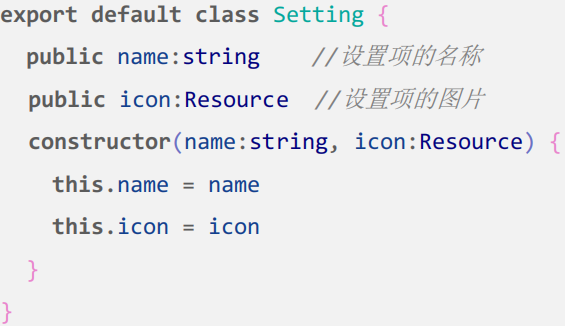 export default class Setting {
public name:string //设置项的名称
public icon:Resource //设置项的图片
constructor(name:string, icon:Resource) {
this.name = name
this.icon = icon
}
}